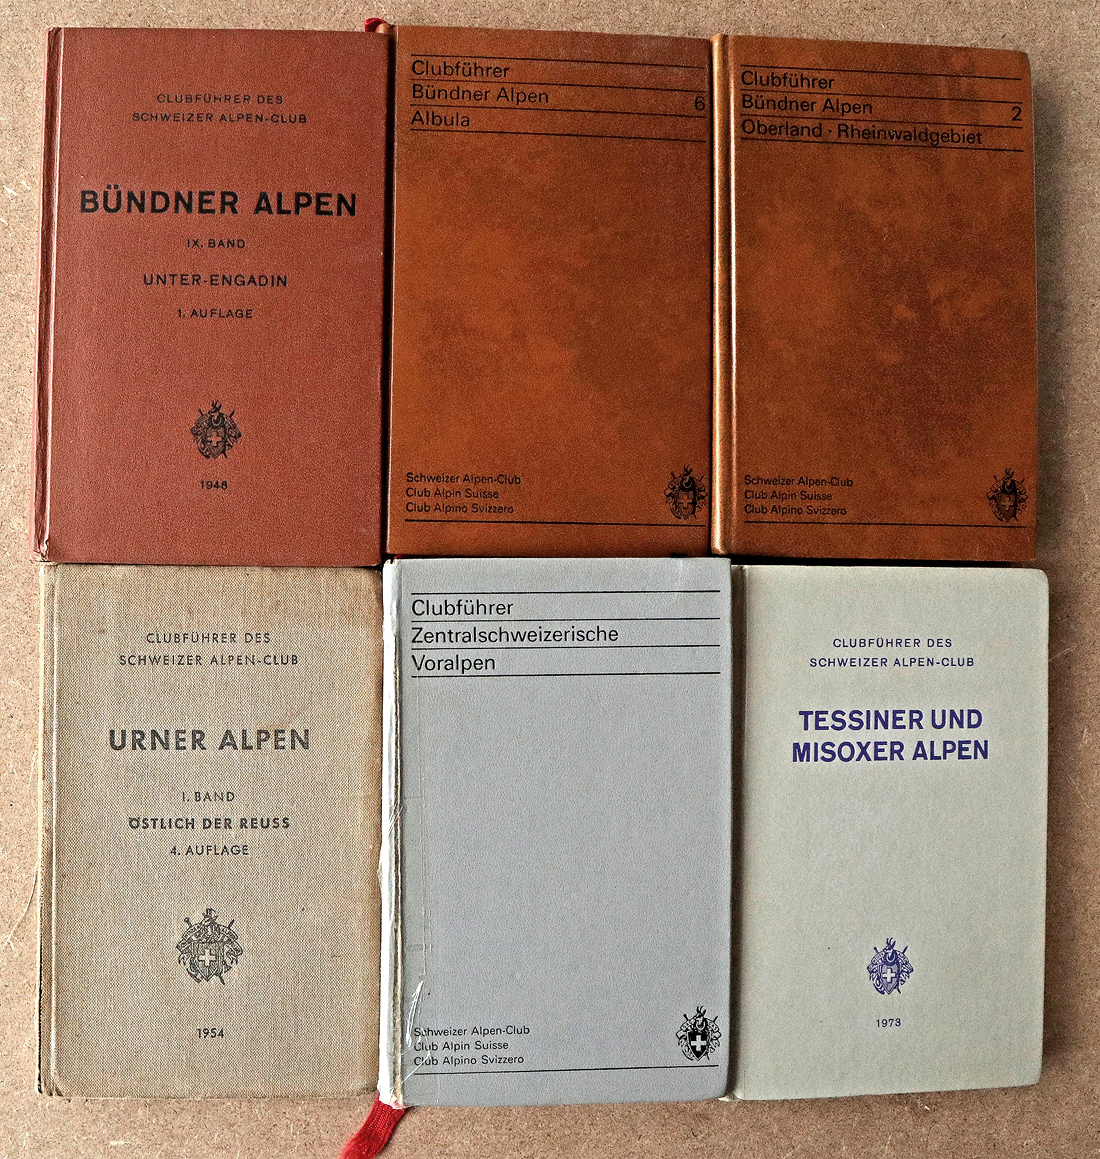 CLUBFÜHRER DES
SCHWEIZER ALPEN-CLUB
BÜNDNER ALPEN
IX. BAND
UNTER-ENGADIN
1. AUFLAGE
1946
Clubführer
Bündner Alpen 6
Albula
Schweizer Alpen-Club
Club Alpin Suisse
Club Alpino Svizzero
Clubführer
Bündner Alpen 2
Oberland · Rheinwaldgebiet
Schweizer Alpen-Club
Club Alpin Suisse
Club Alpino Svizzero
CLUBFÜHRER DES
SCHWEIZER ALPEN-CLUB
URNER ALPEN
I. BAND
ÖSTLICH DER REUSS
4. AUFLAGE
1954
Clubführer
Zentralschweizerische
Voralpen
Schweizer Alpen-Club
Club Alpin Suisse
Club Alpino Svizzero
CLUBFÜHRER DES
SCHWEIZER ALPEN-CLUB
TESSINER UND
MISOXER ALPEN
1973